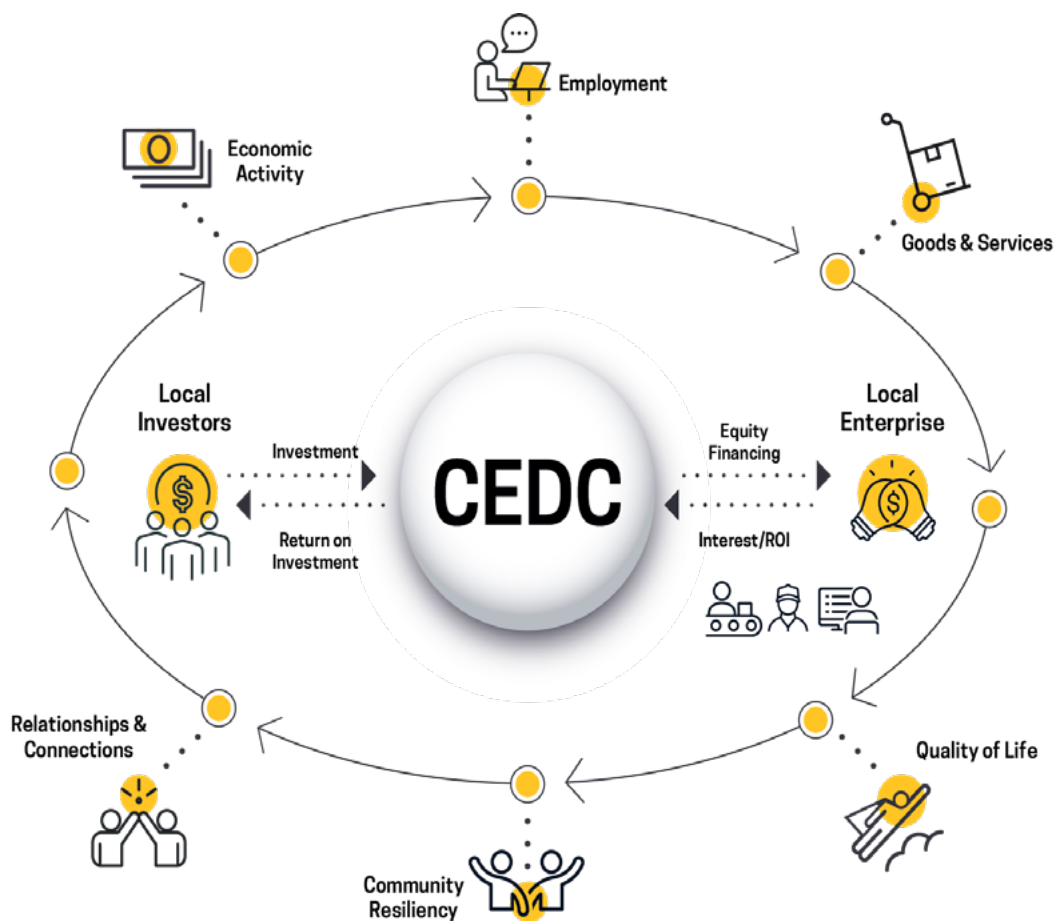 Employment
Economic
Activity
Goods & Services
Local
Investors
Local
Enterprise
Investment
Equity
Financing
CEDC
Return on
Investment
Interest/ROI
Relationships &
Connections
Quality of Life
Community
Resiliency